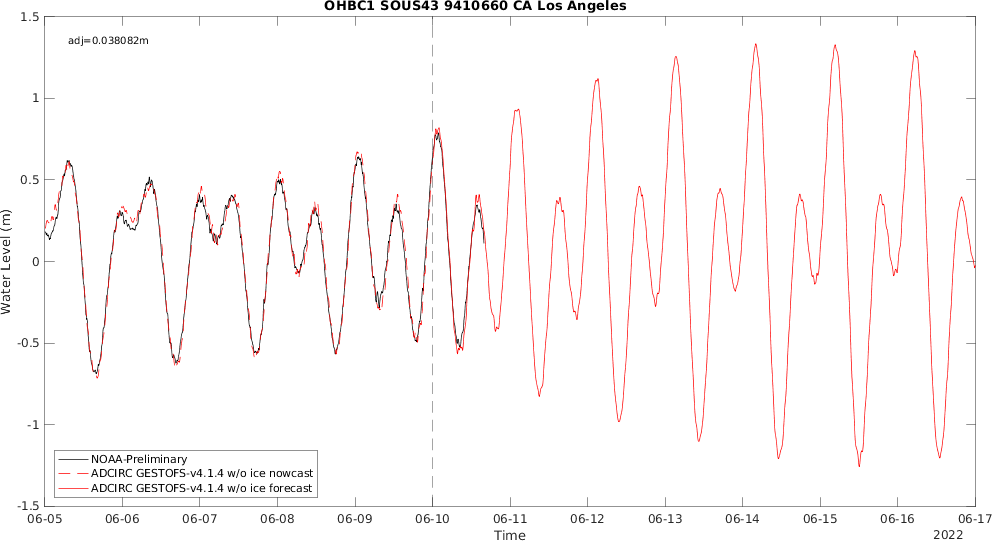 OHBC1 SOUS43 9410660 CA Los Angeles
adj=0.038082m
1.5
1
0.5
0
-0.5
-1
-1.5
Water Level (m)
NOAA-Preliminary
ADCIRC GESTOFS-v4.1.4 w/o ice nowcast
ADCIRC GESTOFS-v4.1.4 w/o ice forecast
06-05 06-06 06-07 06-08 06-09 06-10 06-11 06-12 06-13 06-14 06-15 06-16 06-17
Time
2022